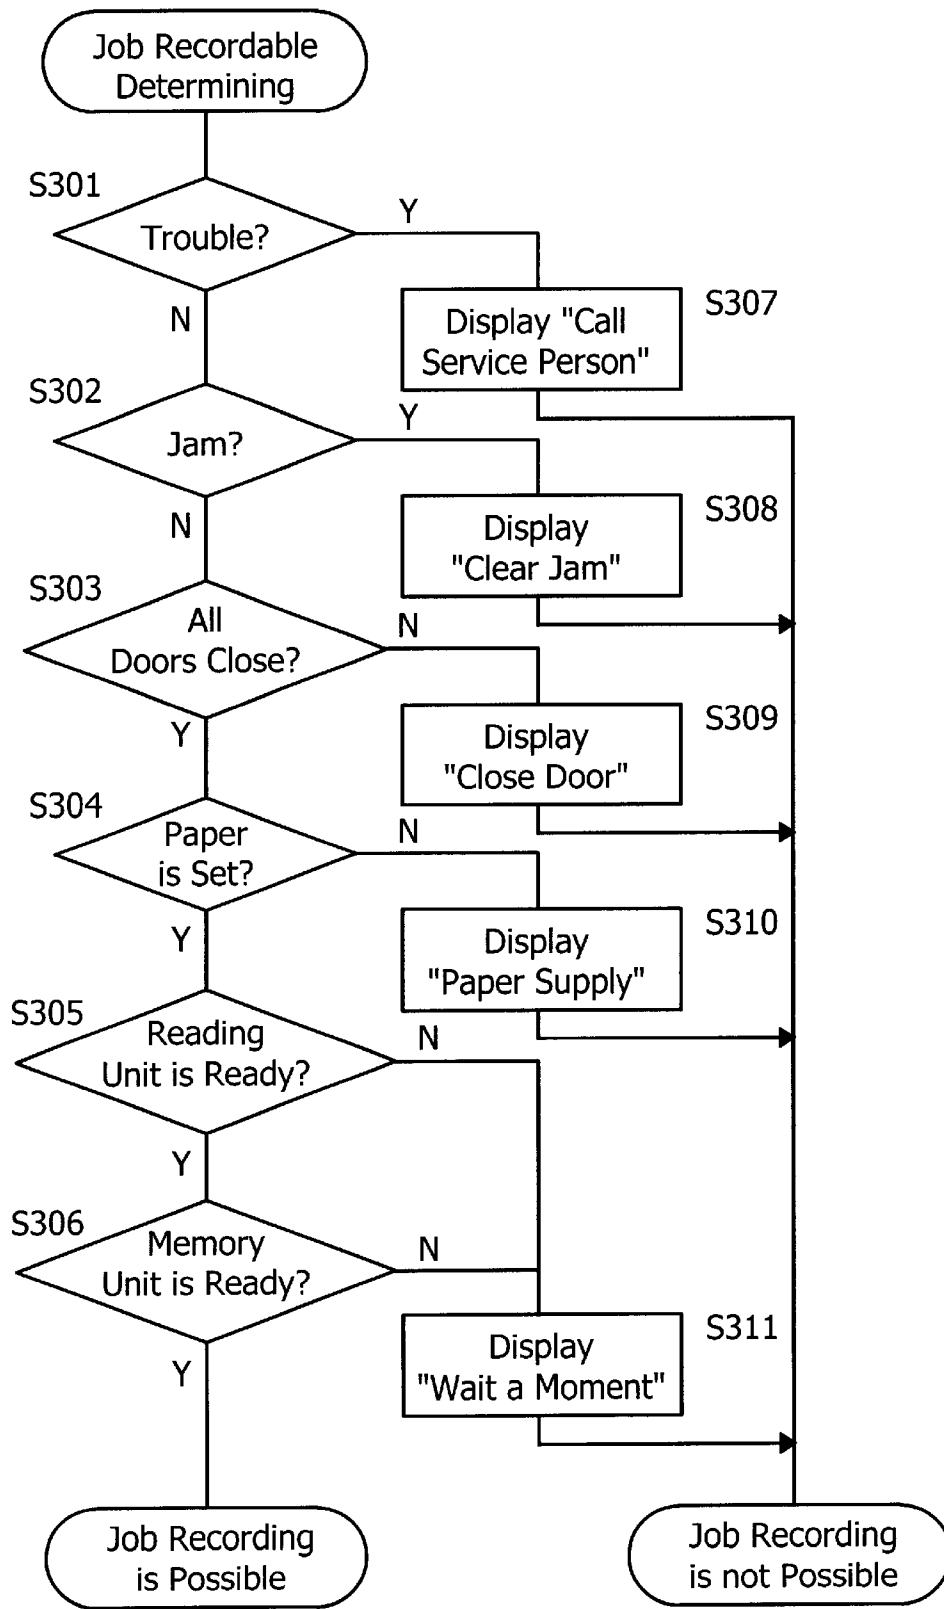 Job Recordable
Determining
S301
Trouble?
Y
N
Display "Call
Service Person"
S307
S302
Jam?
Y
N
Display
"Clear Jam"
S308
S303
All
Doors Close?
N
Y
Display
"Close Door"
S309
S304
Paper
is Set?
N
Y
Display
"Paper Supply"
S310
S305
Reading
Unit is Ready?
N
Y
S306
Memory
Unit is Ready?
N
Y
Display
"Wait a Moment"
S311
Job Recording
is Possible
Job Recording
is not Possible